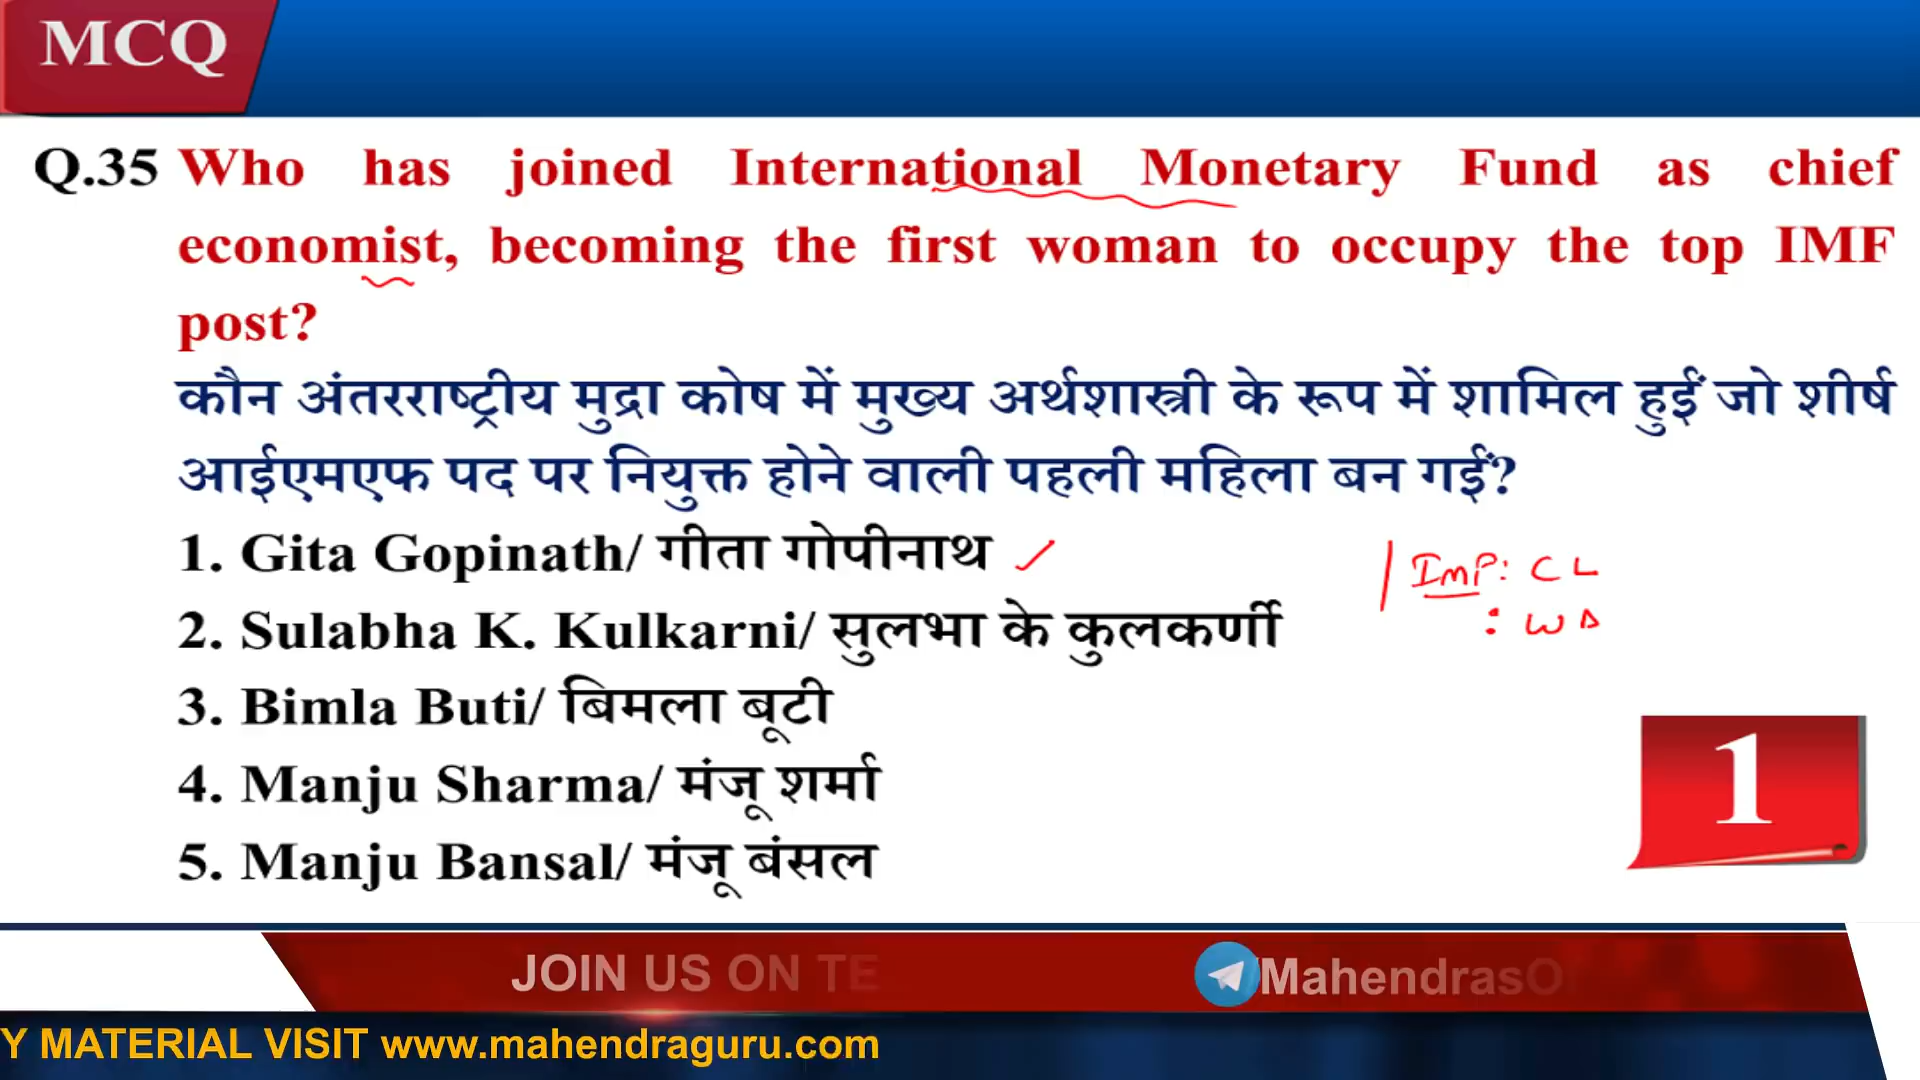 MCQ
Q.35 Who has joined International Monetary Fund as chief
economist, becoming the first woman to occupy the top IMF
post?
कौन अंतरराष्ट्रीय मुद्रा कोष में मुख्य अर्थशास्त्री के रूप में शामिल हुईं जो शीर्ष
आईएमएफ पद पर नियुक्त होने वाली पहली महिला बन गईं?
1. Gita Gopinath/ गीता गोपीनाथ
Imp: CL
2. Sulabha K. Kulkarni/ सुलभा के कुलकर्णी
3. Bimla Buti/ बिमला बूटी
4. Manju Sharma/ मंजू शर्मा
1
5. Manju Bansal/ मंजू बंसल
JOIN US ON TE
MahendrasO
Y MATERIAL VISIT www.mahendraguru.com